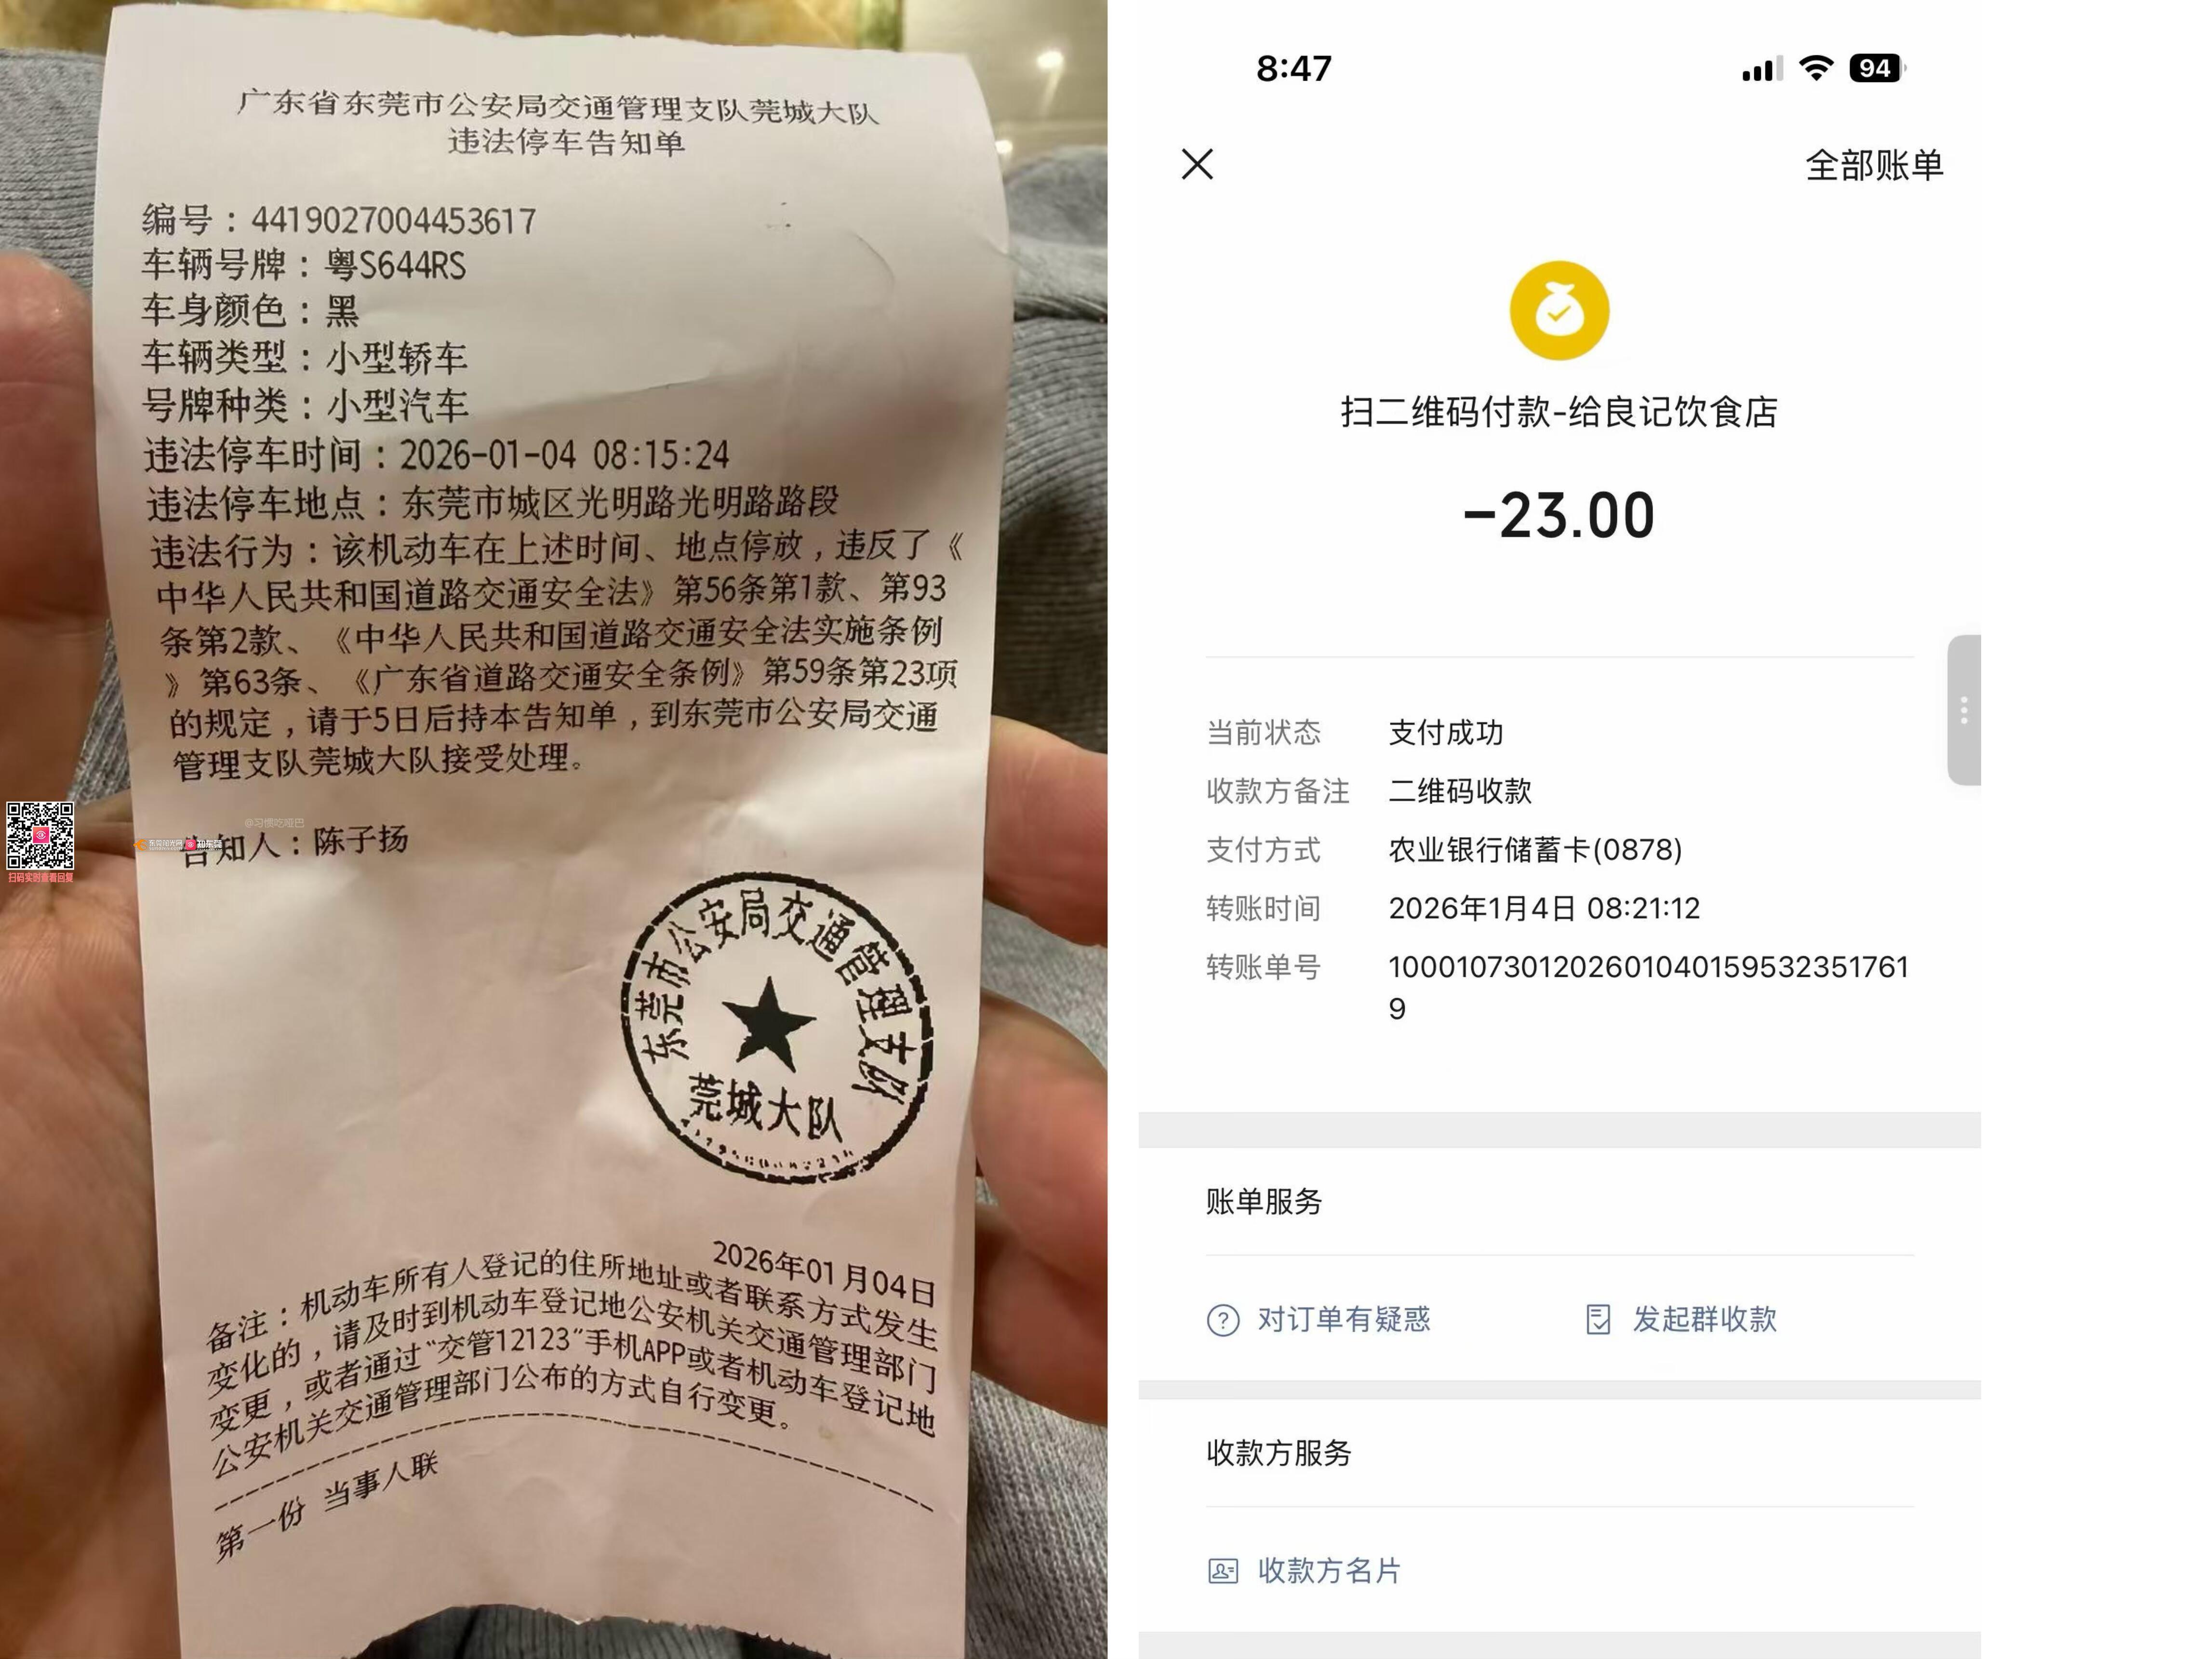 广东省东莞市公安局交通管理支队莞城大队
违法停车告知单
编号：4419027004453617
车辆号牌：粤S644RS
车身颜色：黑
车辆类型：小型轿车
号牌种类：小型汽车
违法停车时间：2026-01-04 08:15:24
违法停车地点：东莞市城区光明路光明路路段
违法行为：该机动车在上述时间、地点停放，违反了《
中华人民共和国道路交通安全法》第56条第1款、第93
条第2款、《中华人民共和国道路交通安全法实施条例
》第63条、《广东省道路交通安全条例》第59条第23项
的规定，请于5日后持本告知单，到东莞市公安局交通
管理支队莞城大队接受处理。
@习惯吃哑巴
东莞阳光网 知东莞
告知人：陈子扬
扫码实时查看回复
东莞市公安局交通管理支队
莞城大队
2026年01月04日
备注：机动车所有人登记的住所地址或者联系方式发生
变化的，请及时到机动车登记地公安机关交通管理部门
变更，或者通过“交管12123”手机APP或者机动车登记地
公安机关交通管理部门公布的方式自行变更。
第一份 当事人联
8:47
94
全部账单
扫二维码付款-给良记饮食店
-23.00
当前状态 支付成功
收款方备注 二维码收款
支付方式 农业银行储蓄卡(0878)
转账时间 2026年1月4日 08:21:12
转账单号 1000107301202601040159532351761
9
账单服务
对订单有疑惑 发起群收款
收款方服务
收款方名片